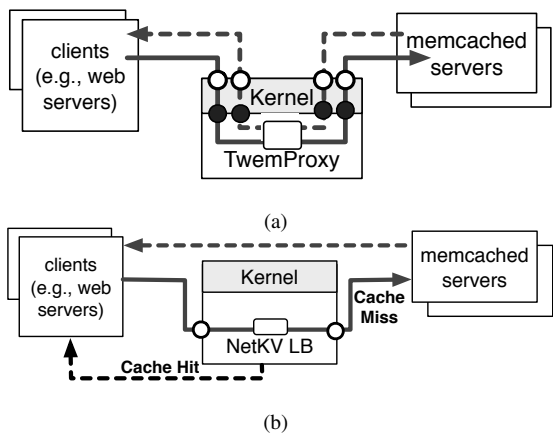 clients
(e.g., web
servers)
memcached
servers
Kernel
TwemProxy
(a)
clients
(e.g., web
servers)
memcached
servers
Kernel
Cache
Miss
NetKV LB
Cache Hit
(b)